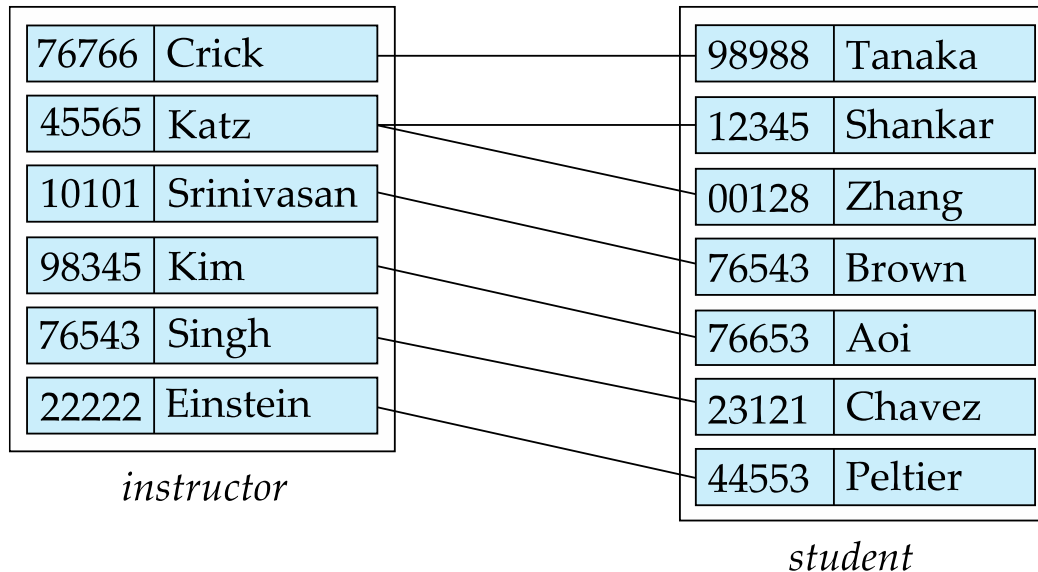 76766 Crick
45565 Katz
10101 Srinivasan
98345 Kim
76543 Singh
22222 Einstein
instructor
98988 Tanaka
12345 Shankar
00128 Zhang
76543 Brown
76653 Aoi
23121 Chavez
44553 Peltier
student